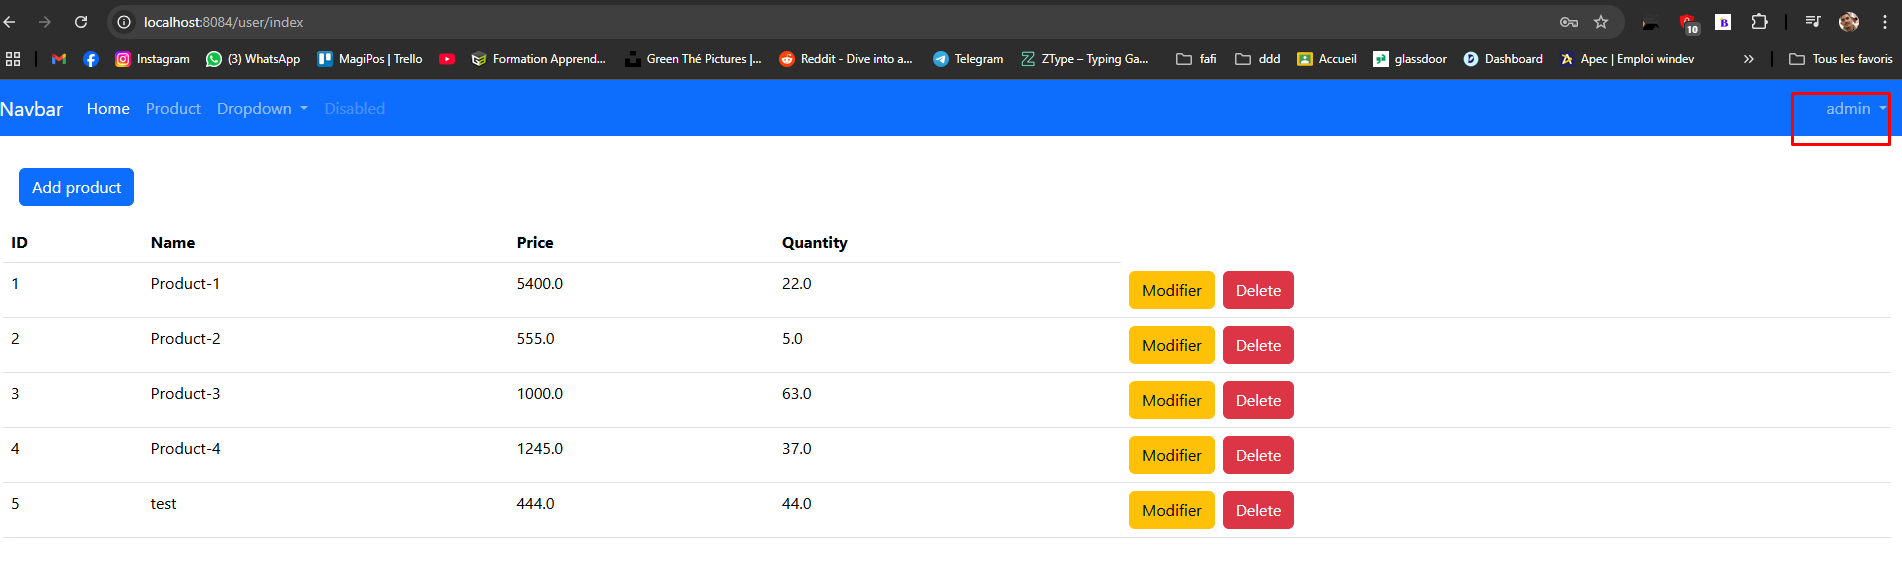 localhost:8084/user/index
10
Instagram (3) WhatsApp MagiPos | Trello Formation Apprend... Green Thé Pictures |... Reddit - Dive into a... Telegram ZType – Typing Ga... fafi ddd Accueil glassdoor Dashboard Apec | Emploi windev » Tous les favoris
Navbar Home Product Dropdown Disabled admin
Add product
ID Name Price Quantity
1 Product-1 5400.0 22.0 Modifier Delete
2 Product-2 555.0 5.0 Modifier Delete
3 Product-3 1000.0 63.0 Modifier Delete
4 Product-4 1245.0 37.0 Modifier Delete
5 test 444.0 44.0 Modifier Delete